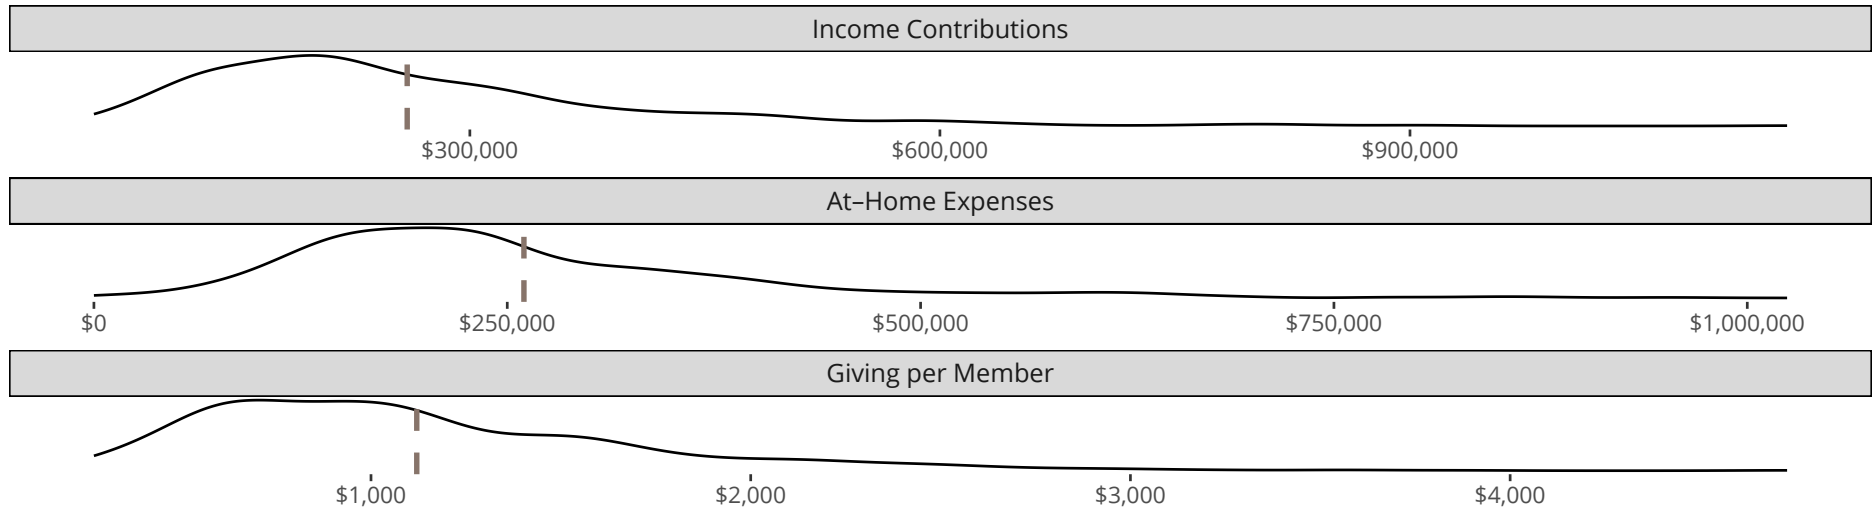 Income Contributions
$300,000 $600,000 $900,000
At–Home Expenses
$0 $250,000 $500,000 $750,000 $1,000,000
Giving per Member
$1,000 $2,000 $3,000 $4,000